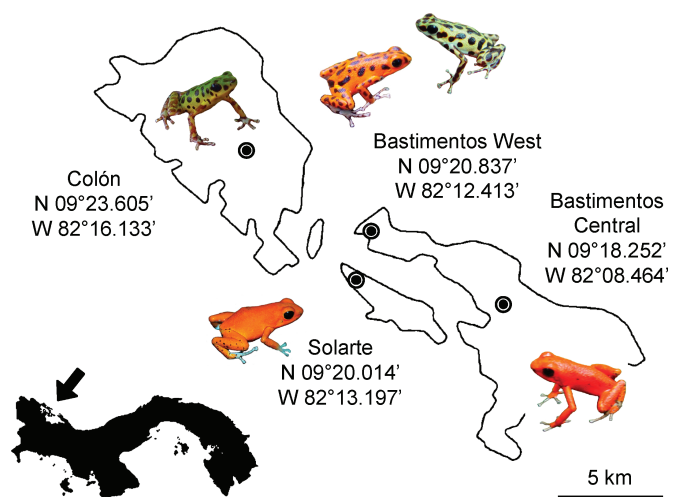 Colón
N 09°23.605’
W 82°16.133’
Bastimentos West
N 09°20.837’
W 82°12.413’
Bastimentos
Central
N 09°18.252’
W 82°08.464’
Solarte
N 09°20.014’
W 82°13.197’
5 km